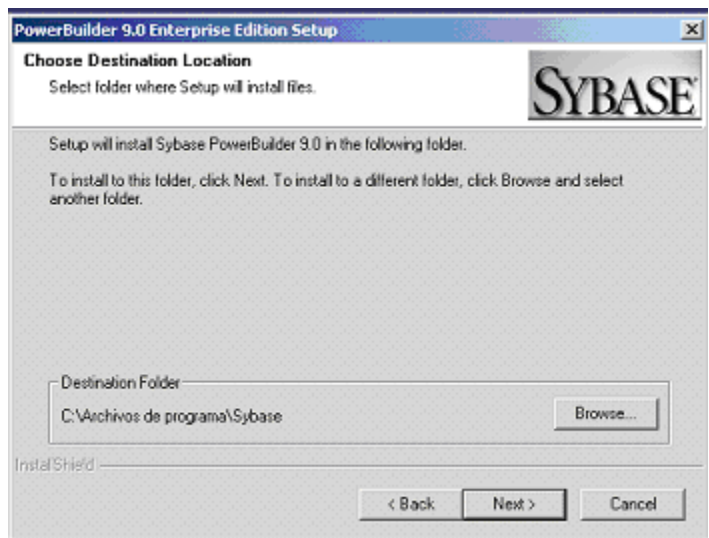 PowerBuilder 9.0 Enterprise Edition Setup
Choose Destination Location
Select folder where Setup will install files.
SYBASE
Setup will install Sybase PowerBuilder 9.0 in the following folder.
To install to this folder, click Next. To install to a different folder, click Browse and select
another folder.
Destination Folder
C:\Archivos de programa\Sybase
Browse...
InstallShield
< Back
Next >
Cancel